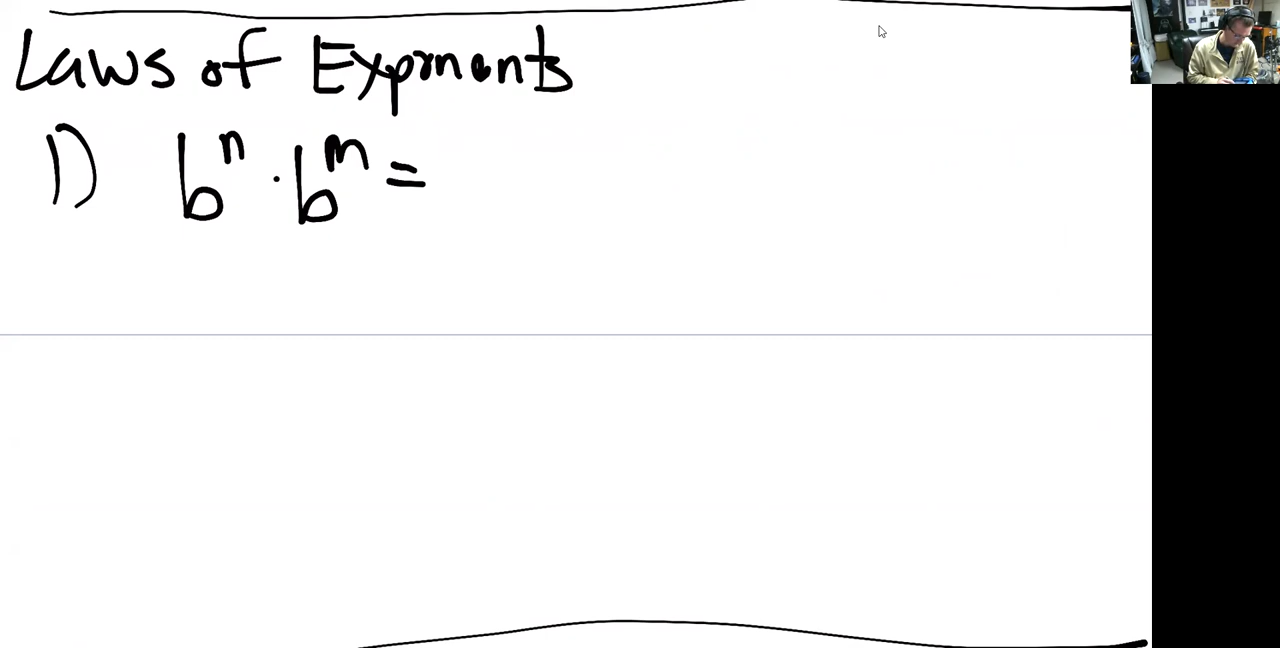 Laws of Exponents
1) bⁿ · bᵐ =